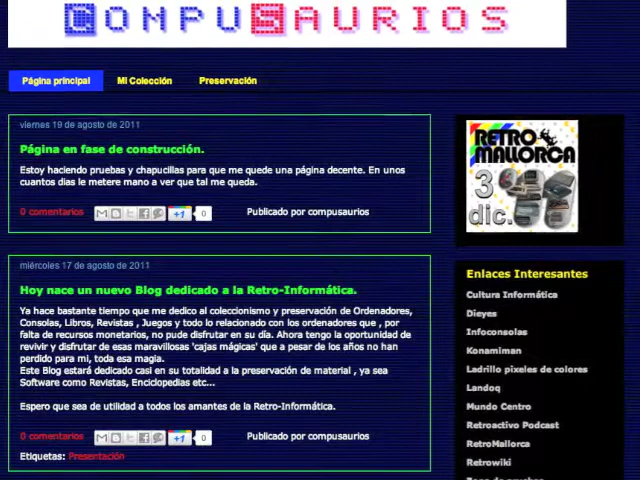 COMPUSAURIOS
Página principal Mi Colección Preservación
viernes 19 de agosto de 2011
Página en fase de construcción.
Estoy haciendo pruebas y chapucillas para que me quede una página decente. En unos
cuantos dias le metere mano a ver que tal me queda.
0 comentarios +1 0 Publicado por compusaurios
miércoles 17 de agosto de 2011
Hoy nace un nuevo Blog dedicado a la Retro-Informática.
Ya hace bastante tiempo que me dedico al coleccionismo y preservación de Ordenadores,
Consolas, Libros, Revistas , Juegos y todo lo relacionado con los ordenadores que , por
falta de recursos monetarios, no pude disfrutar en su día. Ahora tengo la oportunidad de
revivir y disfrutar de esas maravillosas 'cajas mágicas' que a pesar de los años no han
perdido para mi, toda esa magia.
Este Blog estará dedicado casi en su totalidad a la preservación de material , ya sea
Software como Revistas, Enciclopedias etc...
Espero que sea de utilidad a todos los amantes de la Retro-Informática.
0 comentarios +1 0 Publicado por compusaurios
Etiquetas: Presentación
RETRO
MALLORCA
3
dic.
Enlaces Interesantes
Cultura Informática
Dieyes
Infoconsolas
Konamiman
Ladrillo pixeles de colores
Landoq
Mundo Centro
Retroactivo Podcast
RetroMallorca
Retrowiki
Zona de pruebas